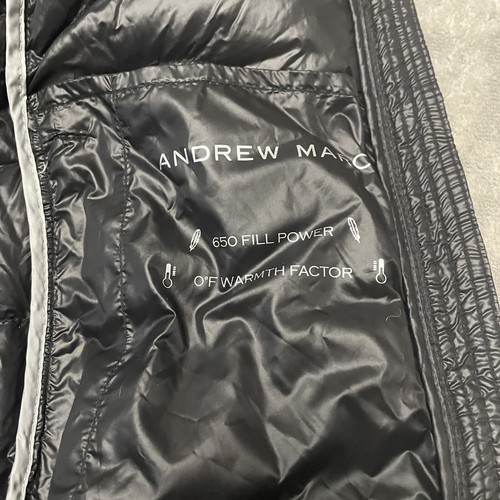 ANDREW MARC
650 FILL POWER
0°F WARMTH FACTOR